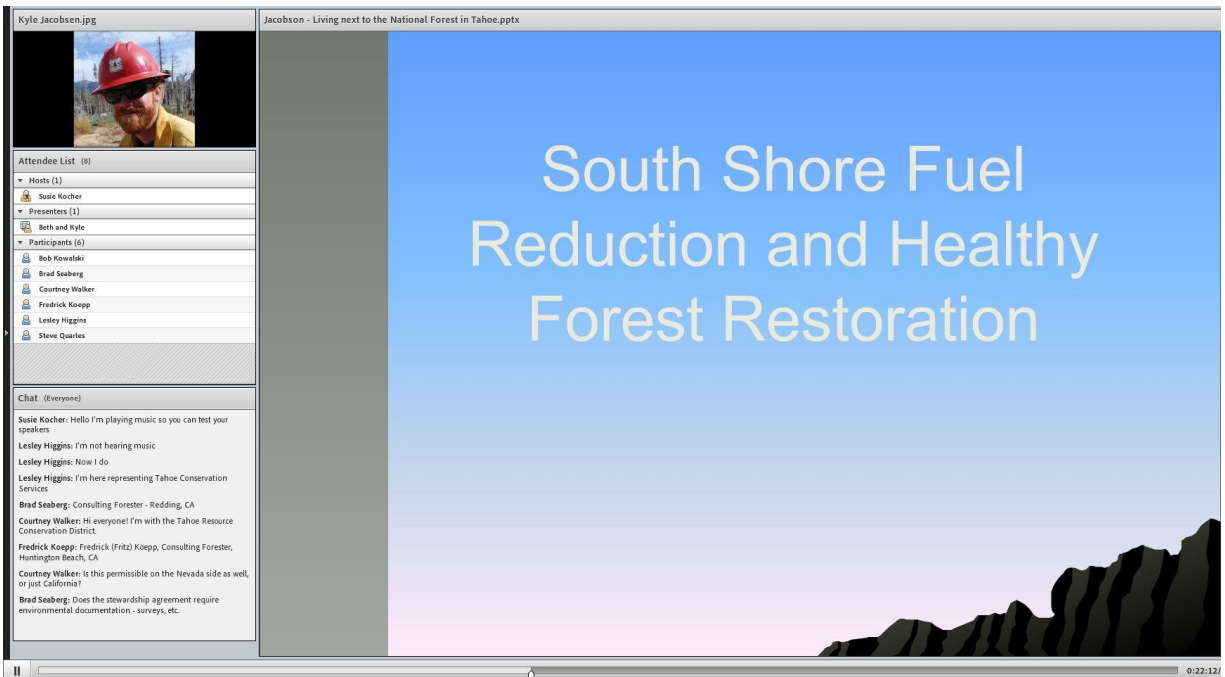 Kyle Jacobsen.jpg
Attendee List (8)
Hosts (1)
Susie Kocher
Presenters (1)
Beth and Kyle
Participants (6)
Bob Kowalski
Brad Seaberg
Courtney Walker
Fredrick Koepp
Lesley Higgins
Steve Quarles
Chat (Everyone)
Susie Kocher: Hello I'm playing music so you can test your
speakers
Lesley Higgins: I'm not hearing music
Lesley Higgins: Now I do
Lesley Higgins: I'm here representing Tahoe Conservation
Services
Brad Seaberg: Consulting Forester - Redding, CA
Courtney Walker: Hi everyone! I'm with the Tahoe Resource
Conservation District.
Fredrick Koepp: Fredrick (Fritz) Koepp, Consulting Forester,
Huntington Beach, CA
Courtney Walker: Is this permissible on the Nevada side as well,
or just California?
Brad Seaberg: Does the stewardship agreement require
environmental documentation - surveys, etc.
Jacobson - Living next to the National Forest in Tahoe.pptx
South Shore Fuel
Reduction and Healthy
Forest Restoration
0:22:12/